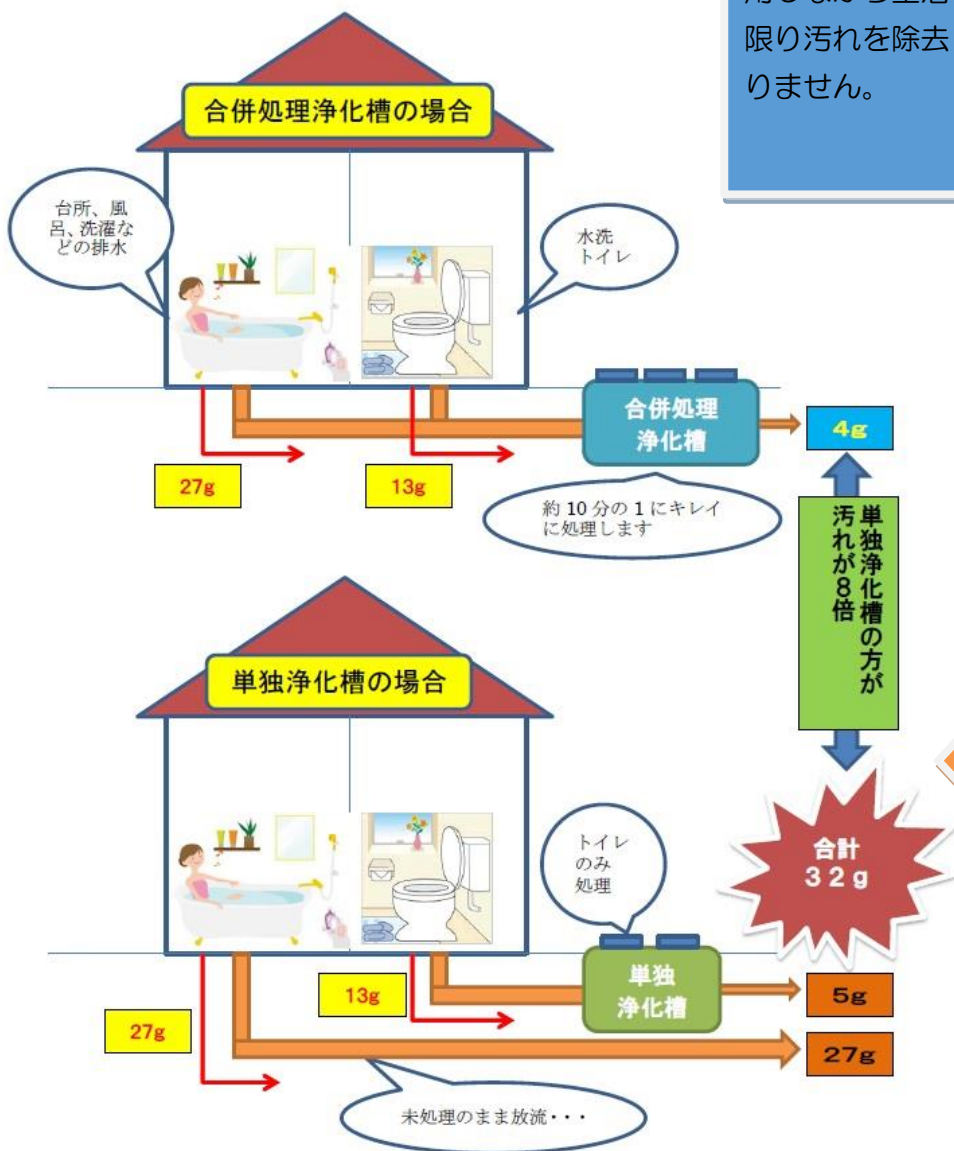 限り汚れを除去
りません。
合併処理浄化槽の場合
台所、風
呂、洗濯な
どの排水
水洗
トイレ
合併処理
浄化槽
4g
27g
13g
約 10 分の 1 にキレイ
に処理します
単独浄化槽の方が
汚れが8倍
単独浄化槽の場合
トイレ
のみ
処理
合計
32g
単独
浄化槽
13g
5g
27g
27g
未処理のまま放流・・・